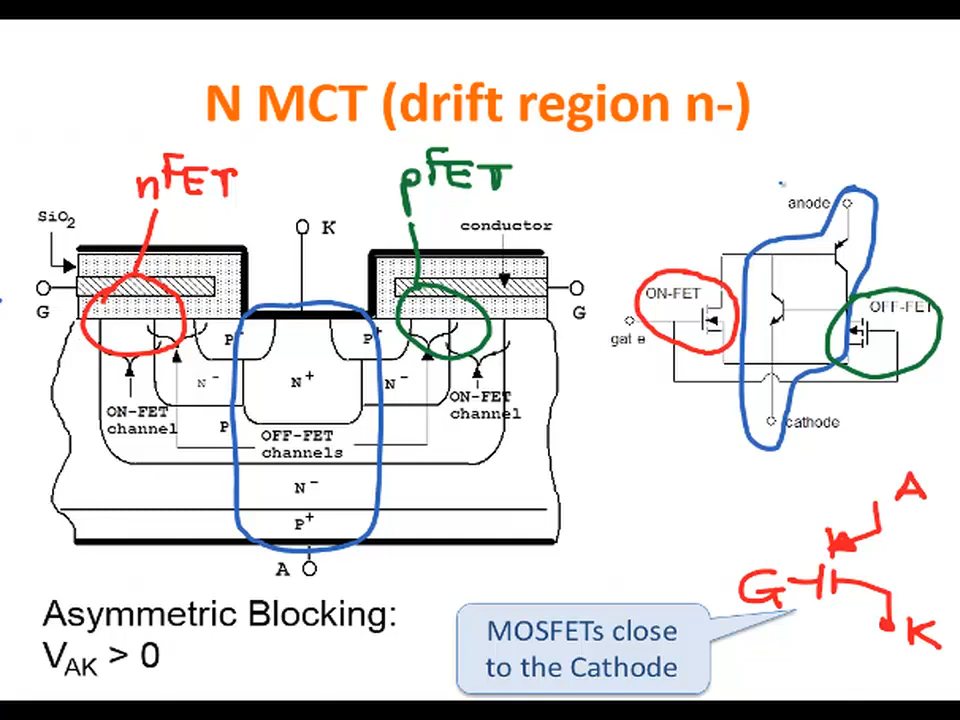 N MCT (drift region n-)
nFET
pFET
SiO2
K
conductor
anode
G
G
ON-FET
OFF-FET
gate
P
P+
N-
N+
N-
ON-FET
channel
ON-FET
channel
P
OFF-FET
channels
cathode
N-
P+
A
A
G
K
Asymmetric Blocking:
VAK > 0
MOSFETs close
to the Cathode